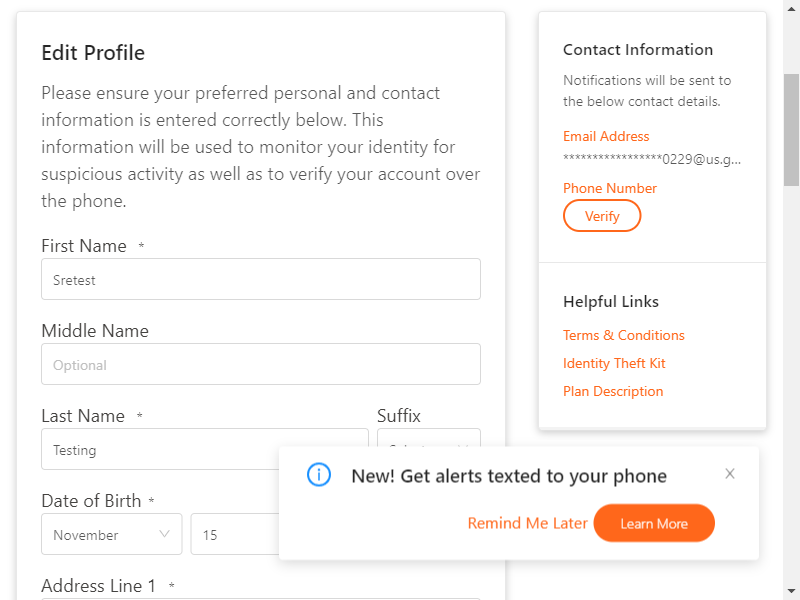 Edit Profile
Please ensure your preferred personal and contact
information is entered correctly below. This
information will be used to monitor your identity for
suspicious activity as well as to verify your account over
the phone.
First Name *
Sretest
Middle Name
Optional
Last Name *
Suffix
Testing
Date of Birth *
November
15
Address Line 1 *
Contact Information
Notifications will be sent to
the below contact details.
Email Address
*****************0229@us.g...
Phone Number
Verify
Helpful Links
Terms & Conditions
Identity Theft Kit
Plan Description
New! Get alerts texted to your phone
Remind Me Later
Learn More